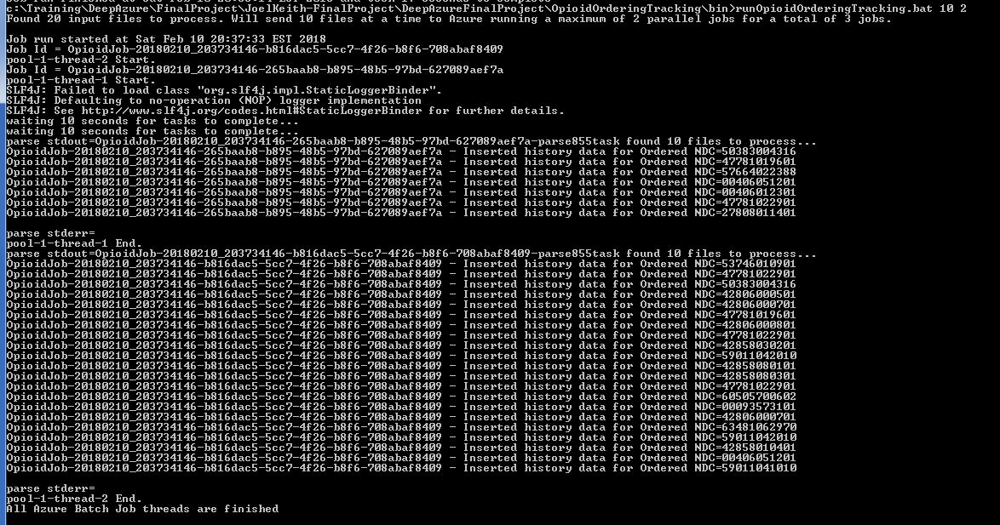 c:\Training\DeepAzure\FinalProject\JoelKeith-FinalProject\DeepAzureFinalProject\OpioidOrderingTracking\bin>runOpioidOrderingTracking.bat 10 2
Found 20 input files to process. Will send 10 files at a time to Azure running a maximum of 2 parallel jobs for a total of 3 jobs.
Job run started at Sat Feb 10 20:37:33 EST 2018
Job Id = OpioidJob-20180210_203734146-b816dac5-5cc7-4f26-b8f6-708abaf8409
pool-1-thread-2 Start.
Job Id = OpioidJob-20180210_203734146-265baab8-b895-48b5-97bd-627089aef7a
pool-1-thread-1 Start.
SLF4J: Failed to load class "org.slf4j.impl.StaticLoggerBinder".
SLF4J: Defaulting to no-operation (NOP) logger implementation
SLF4J: See http://www.slf4j.org/codes.html#StaticLoggerBinder for further details.
waiting 10 seconds for tasks to complete...
waiting 10 seconds for tasks to complete...
parse stdout=OpioidJob-20180210_203734146-265baab8-b895-48b5-97bd-627089aef7a-parse855task found 10 files to process...
OpioidJob-20180210_203734146-265baab8-b895-48b5-97bd-627089aef7a - Inserted history data for Ordered NDC=50383004316
OpioidJob-20180210_203734146-265baab8-b895-48b5-97bd-627089aef7a - Inserted history data for Ordered NDC=47781019601
OpioidJob-20180210_203734146-265baab8-b895-48b5-97bd-627089aef7a - Inserted history data for Ordered NDC=57664022388
OpioidJob-20180210_203734146-265baab8-b895-48b5-97bd-627089aef7a - Inserted history data for Ordered NDC=00406051201
OpioidJob-20180210_203734146-265baab8-b895-48b5-97bd-627089aef7a - Inserted history data for Ordered NDC=00406012301
OpioidJob-20180210_203734146-265baab8-b895-48b5-97bd-627089aef7a - Inserted history data for Ordered NDC=47781022901
OpioidJob-20180210_203734146-265baab8-b895-48b5-97bd-627089aef7a - Inserted history data for Ordered NDC=27808011401
parse stderr=
pool-1-thread-1 End.
parse stdout=OpioidJob-20180210_203734146-b816dac5-5cc7-4f26-b8f6-708abaf8409-parse855task found 10 files to process...
OpioidJob-20180210_203734146-b816dac5-5cc7-4f26-b8f6-708abaf8409 - Inserted history data for Ordered NDC=53746010901
OpioidJob-20180210_203734146-b816dac5-5cc7-4f26-b8f6-708abaf8409 - Inserted history data for Ordered NDC=47781022901
OpioidJob-20180210_203734146-b816dac5-5cc7-4f26-b8f6-708abaf8409 - Inserted history data for Ordered NDC=50383004316
OpioidJob-20180210_203734146-b816dac5-5cc7-4f26-b8f6-708abaf8409 - Inserted history data for Ordered NDC=42806000501
OpioidJob-20180210_203734146-b816dac5-5cc7-4f26-b8f6-708abaf8409 - Inserted history data for Ordered NDC=42806000701
OpioidJob-20180210_203734146-b816dac5-5cc7-4f26-b8f6-708abaf8409 - Inserted history data for Ordered NDC=47781019601
OpioidJob-20180210_203734146-b816dac5-5cc7-4f26-b8f6-708abaf8409 - Inserted history data for Ordered NDC=42806000801
OpioidJob-20180210_203734146-b816dac5-5cc7-4f26-b8f6-708abaf8409 - Inserted history data for Ordered NDC=47781022901
OpioidJob-20180210_203734146-b816dac5-5cc7-4f26-b8f6-708abaf8409 - Inserted history data for Ordered NDC=42858030201
OpioidJob-20180210_203734146-b816dac5-5cc7-4f26-b8f6-708abaf8409 - Inserted history data for Ordered NDC=59011042010
OpioidJob-20180210_203734146-b816dac5-5cc7-4f26-b8f6-708abaf8409 - Inserted history data for Ordered NDC=42858080101
OpioidJob-20180210_203734146-b816dac5-5cc7-4f26-b8f6-708abaf8409 - Inserted history data for Ordered NDC=42858080301
OpioidJob-20180210_203734146-b816dac5-5cc7-4f26-b8f6-708abaf8409 - Inserted history data for Ordered NDC=47781022901
OpioidJob-20180210_203734146-b816dac5-5cc7-4f26-b8f6-708abaf8409 - Inserted history data for Ordered NDC=60505700602
OpioidJob-20180210_203734146-b816dac5-5cc7-4f26-b8f6-708abaf8409 - Inserted history data for Ordered NDC=00093573101
OpioidJob-20180210_203734146-b816dac5-5cc7-4f26-b8f6-708abaf8409 - Inserted history data for Ordered NDC=42806000701
OpioidJob-20180210_203734146-b816dac5-5cc7-4f26-b8f6-708abaf8409 - Inserted history data for Ordered NDC=63481062970
OpioidJob-20180210_203734146-b816dac5-5cc7-4f26-b8f6-708abaf8409 - Inserted history data for Ordered NDC=59011042010
OpioidJob-20180210_203734146-b816dac5-5cc7-4f26-b8f6-708abaf8409 - Inserted history data for Ordered NDC=42858010401
OpioidJob-20180210_203734146-b816dac5-5cc7-4f26-b8f6-708abaf8409 - Inserted history data for Ordered NDC=00406051201
OpioidJob-20180210_203734146-b816dac5-5cc7-4f26-b8f6-708abaf8409 - Inserted history data for Ordered NDC=59011041010
parse stderr=
pool-1-thread-2 End.
All Azure Batch Job threads are finished